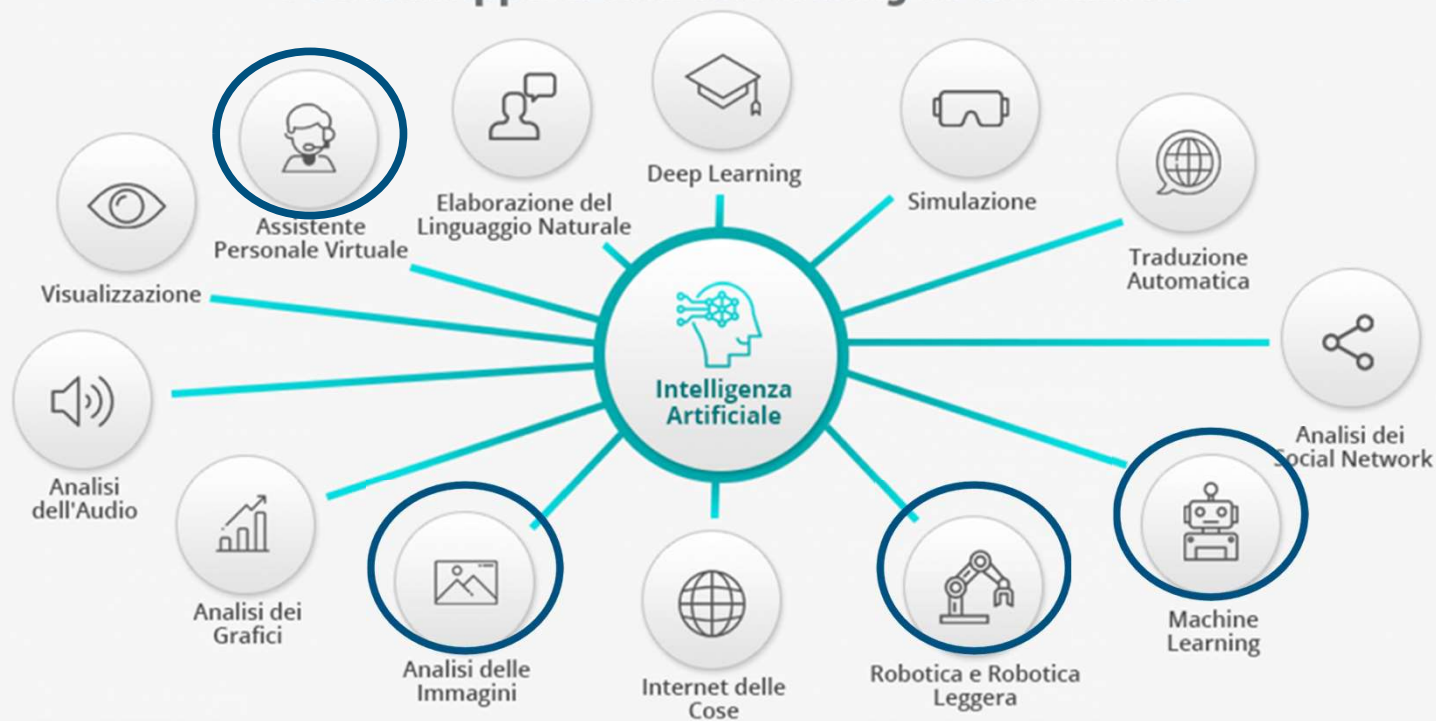 Assistente
Personale Virtuale
Elaborazione del
Linguaggio Naturale
Deep Learning
Simulazione
Traduzione
Automatica
Visualizzazione
Intelligenza
Artificiale
Analisi dei
Social Network
Analisi
dell'Audio
Analisi dei
Grafici
Analisi delle
Immagini
Internet delle
Cose
Robotica e Robotica
Leggera
Machine
Learning